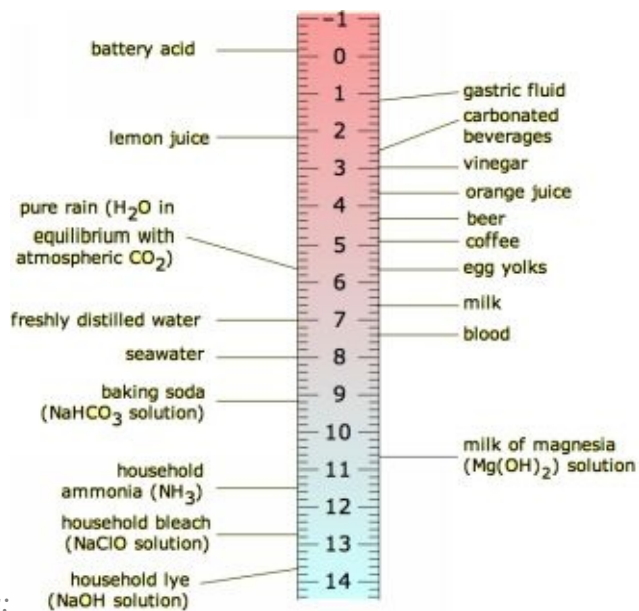 battery acid
lemon juice
pure rain (H₂O in
equilibrium with
atmospheric CO₂)
freshly distilled water
seawater
baking soda
(NaHCO₃ solution)
household
ammonia (NH₃)
household bleach
(NaClO solution)
household lye
(NaOH solution)
:
-1
0
1
2
3
4
5
6
7
8
9
10
11
12
13
14
gastric fluid
carbonated
beverages
vinegar
orange juice
beer
coffee
egg yolks
milk
blood
milk of magnesia
(Mg(OH)₂) solution